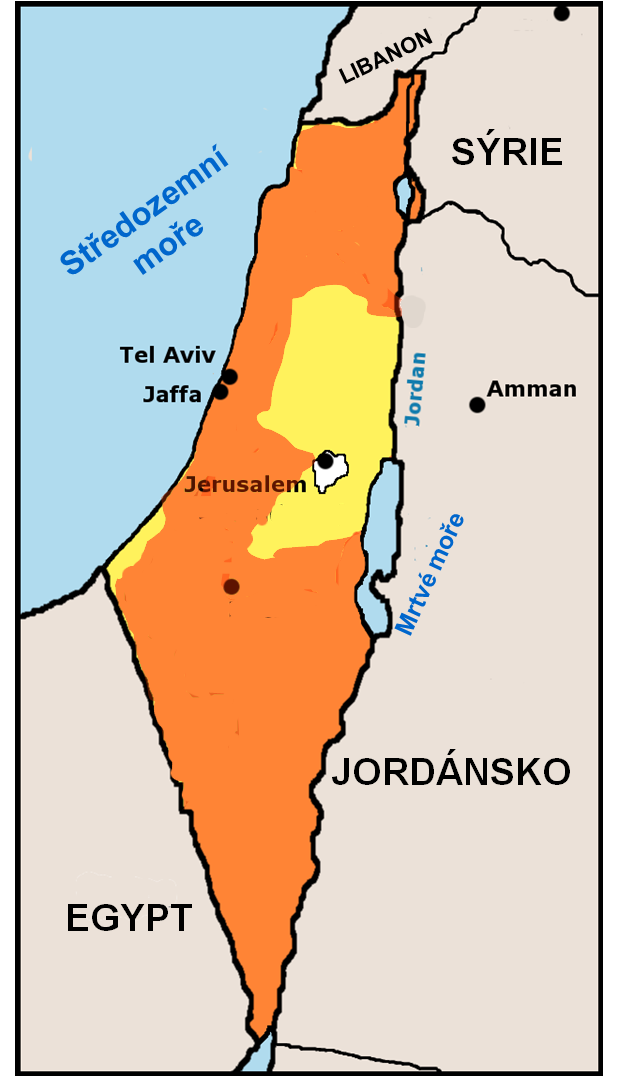 LIBANON
SÝRIE
Středozemní
moře
Tel Aviv
Jaffa
Jordan
Amman
Jerusalem
Mrtvé moře
JORDÁNSKO
EGYPT